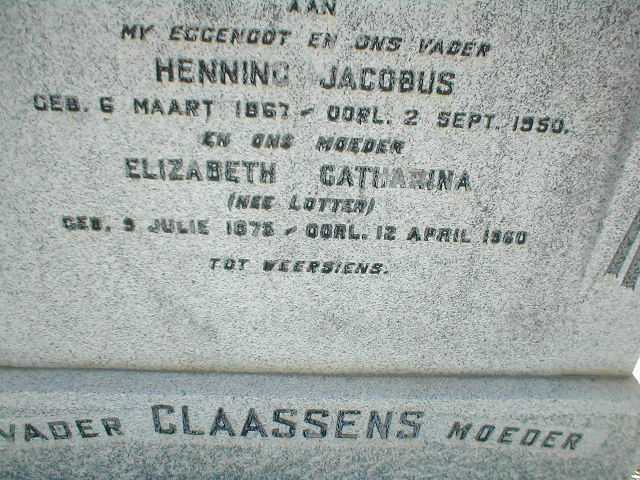 AAN
MY EGGENOOT EN ONS VADER
HENNING JACOBUS
GEB. 6 MAART 1867 - OORL. 2 SEPT. 1950.
EN ONS MOEDER
ELIZABETH CATHARINA
(NEE LOTTER)
GEB. 9 JULIE 1878 - OORL. 12 APRIL 1960
TOT WEERSIENS.
VADER CLAASSENS MOEDER